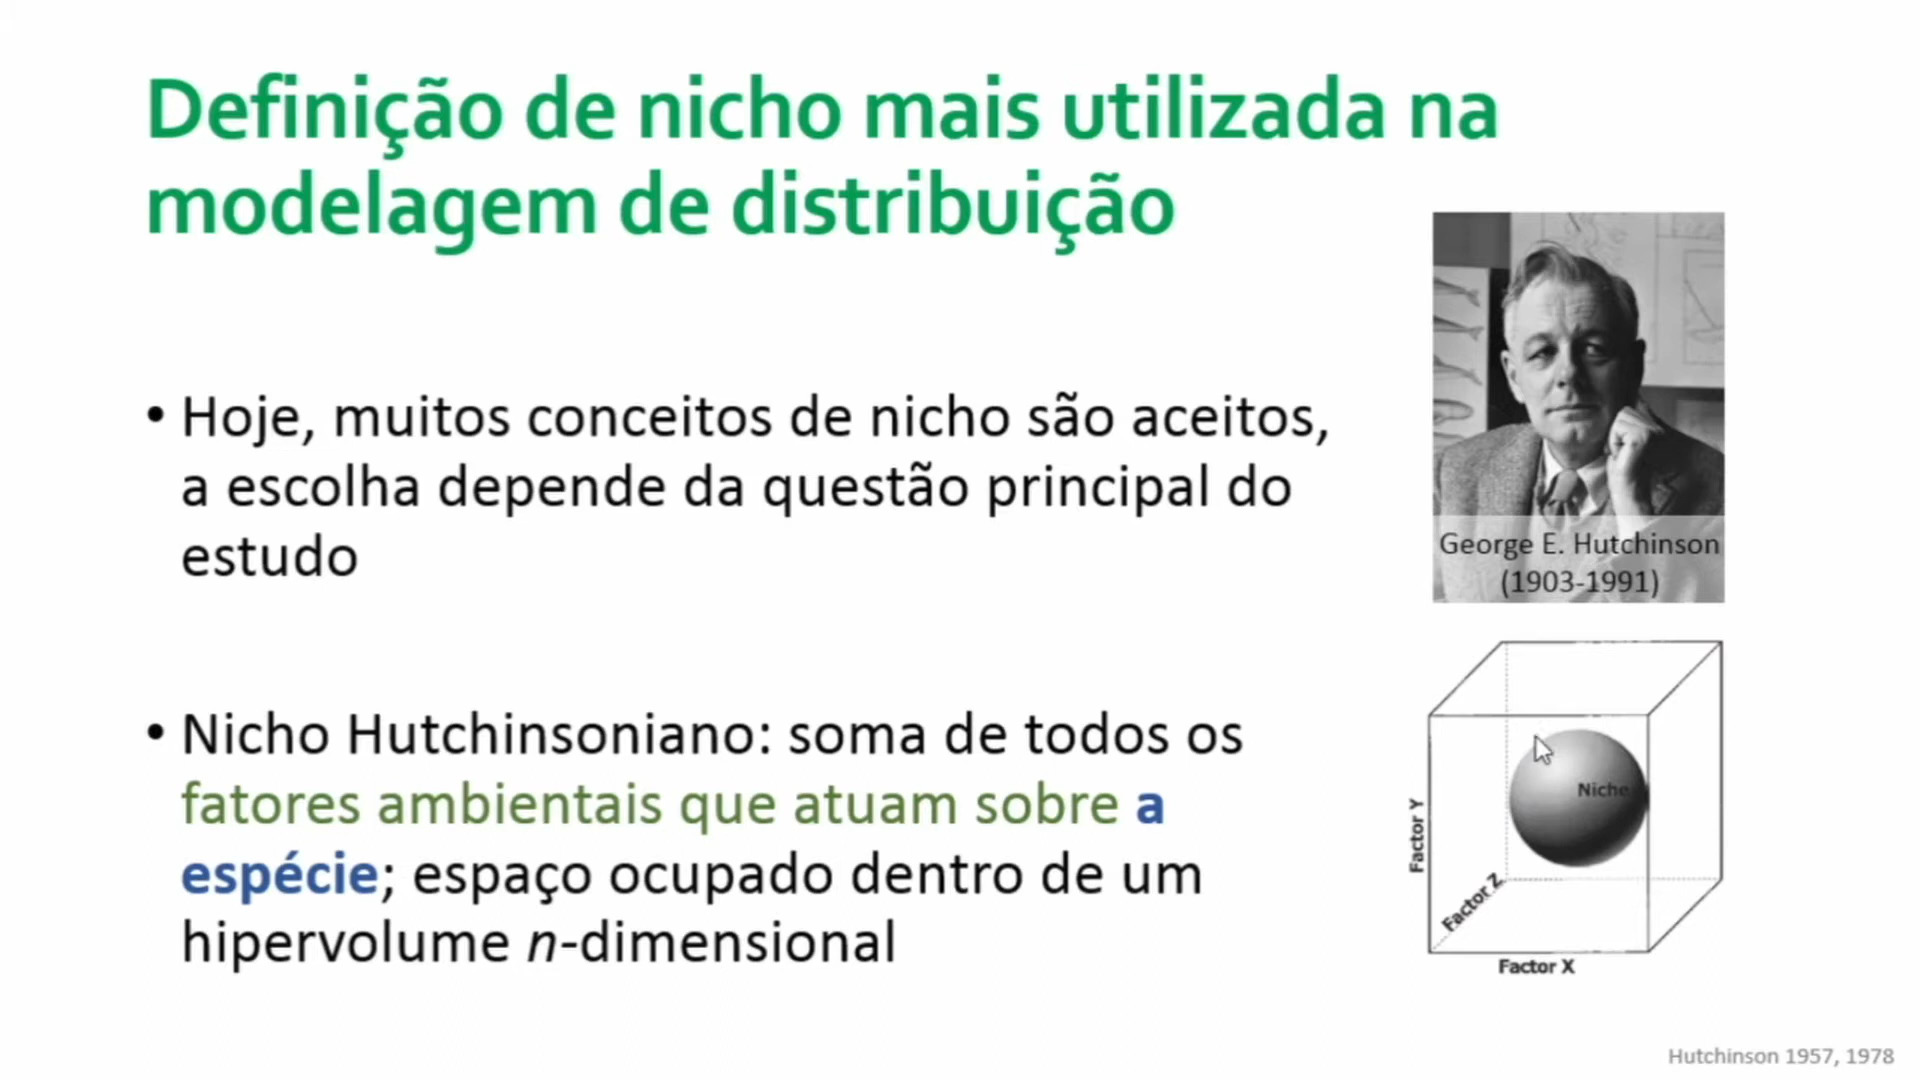 Definição de nicho mais utilizada na
modelagem de distribuição
• Hoje, muitos conceitos de nicho são aceitos,
a escolha depende da questão principal do
estudo
• Nicho Hutchinsoniano: soma de todos os
fatores ambientais que atuam sobre a
espécie; espaço ocupado dentro de um
hipervolume n-dimensional
George E. Hutchinson
(1903-1991)
Niche
Factor Y
Factor Z
Factor X
Hutchinson 1957, 1978